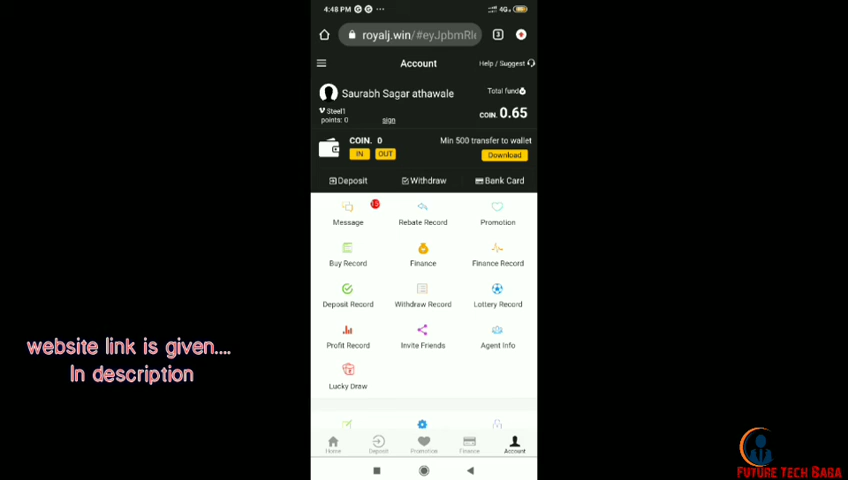 4:48 PM
4G
royalj.win/#eyJpbmRl
3
Account
Help / Suggest
Saurabh Sagar athawale
Total fund
V Steel1
points: 0
sign
COIN. 0.65
COIN. 0
Min 500 transfer to wallet
IN
OUT
Download
Deposit
Withdraw
Bank Card
Message
Rebate Record
Promotion
Buy Record
Finance
Finance Record
Deposit Record
Withdraw Record
Lottery Record
Profit Record
Invite Friends
Agent Info
Lucky Draw
Home
Deposit
Promotion
Finance
Account
website link is given....
In description
FUTURE TECH BABA